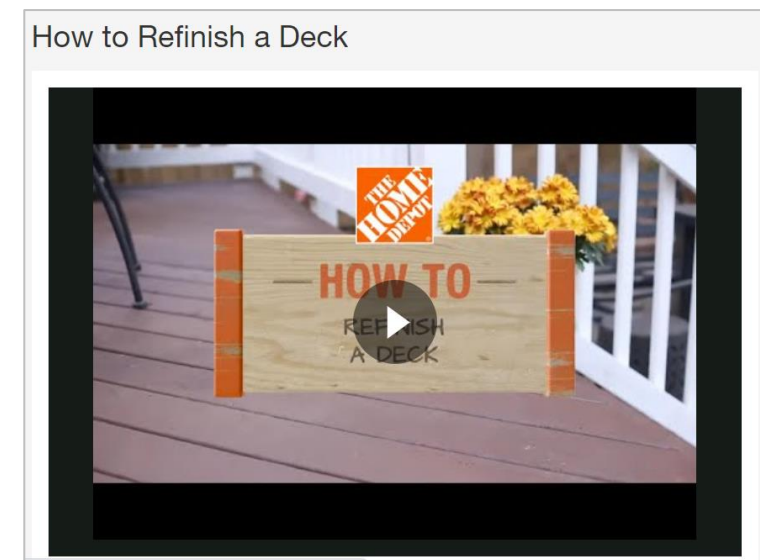 How to Refinish a Deck
THE
HOME
DEPOT
HOW TO
REFINISH
A DECK